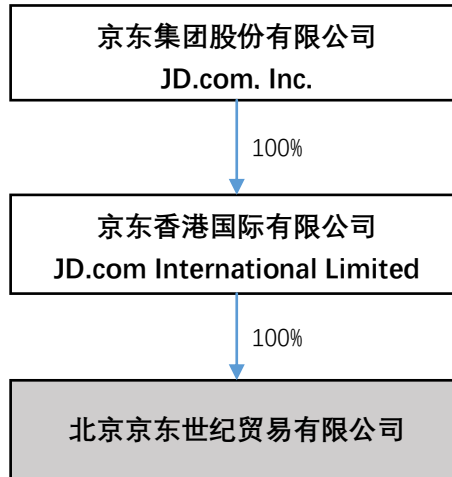 京东集团股份有限公司
JD.com. Inc.
100%
京东香港国际有限公司
JD.com International Limited
100%
北京京东世纪贸易有限公司